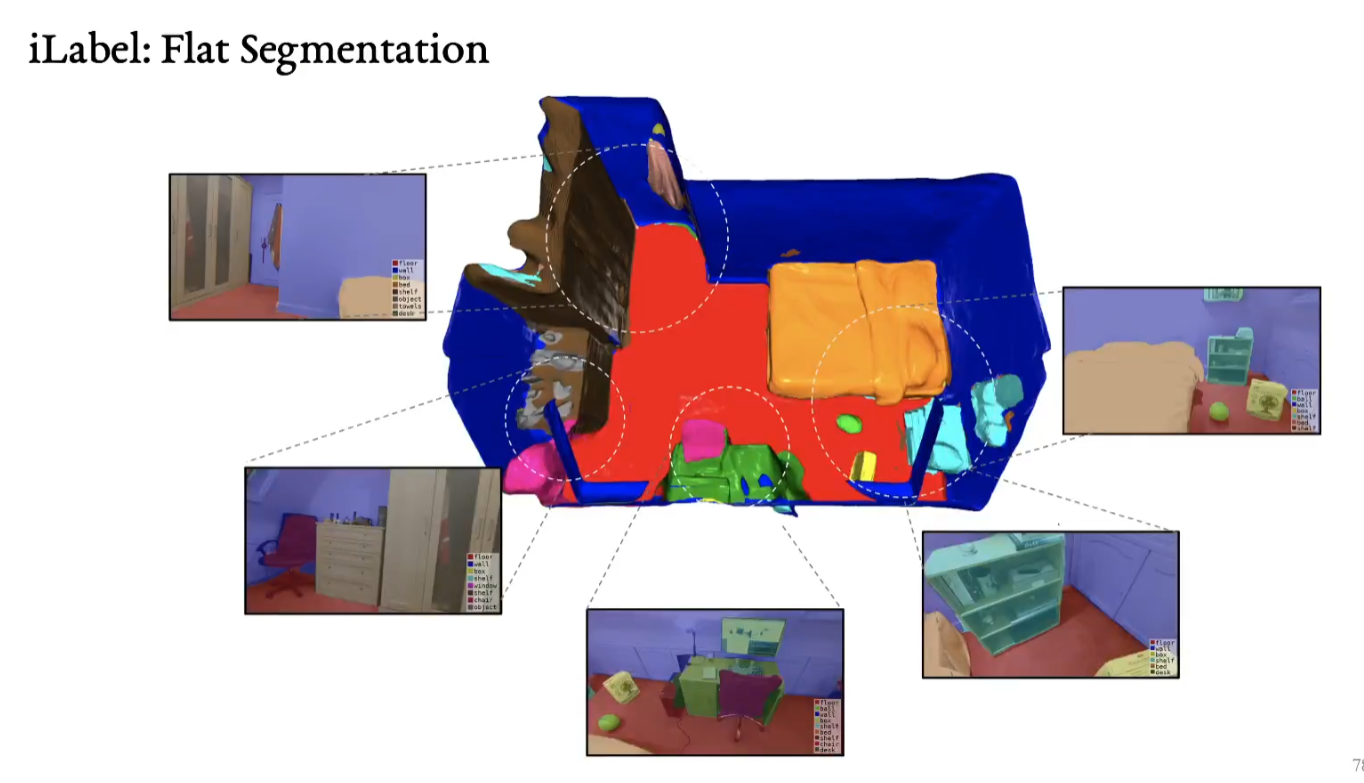 iLabel: Flat Segmentation
floor
wall
box
bed
shelf
object
towels
desk
floor
ball
wall
box
shelf
bed
shelf
floor
wall
box
shelf
window
shelf
chair
object
floor
wall
box
shelf
bed
desk
floor
ball
wall
box
shelf
bed
shelf
chair
desk
78